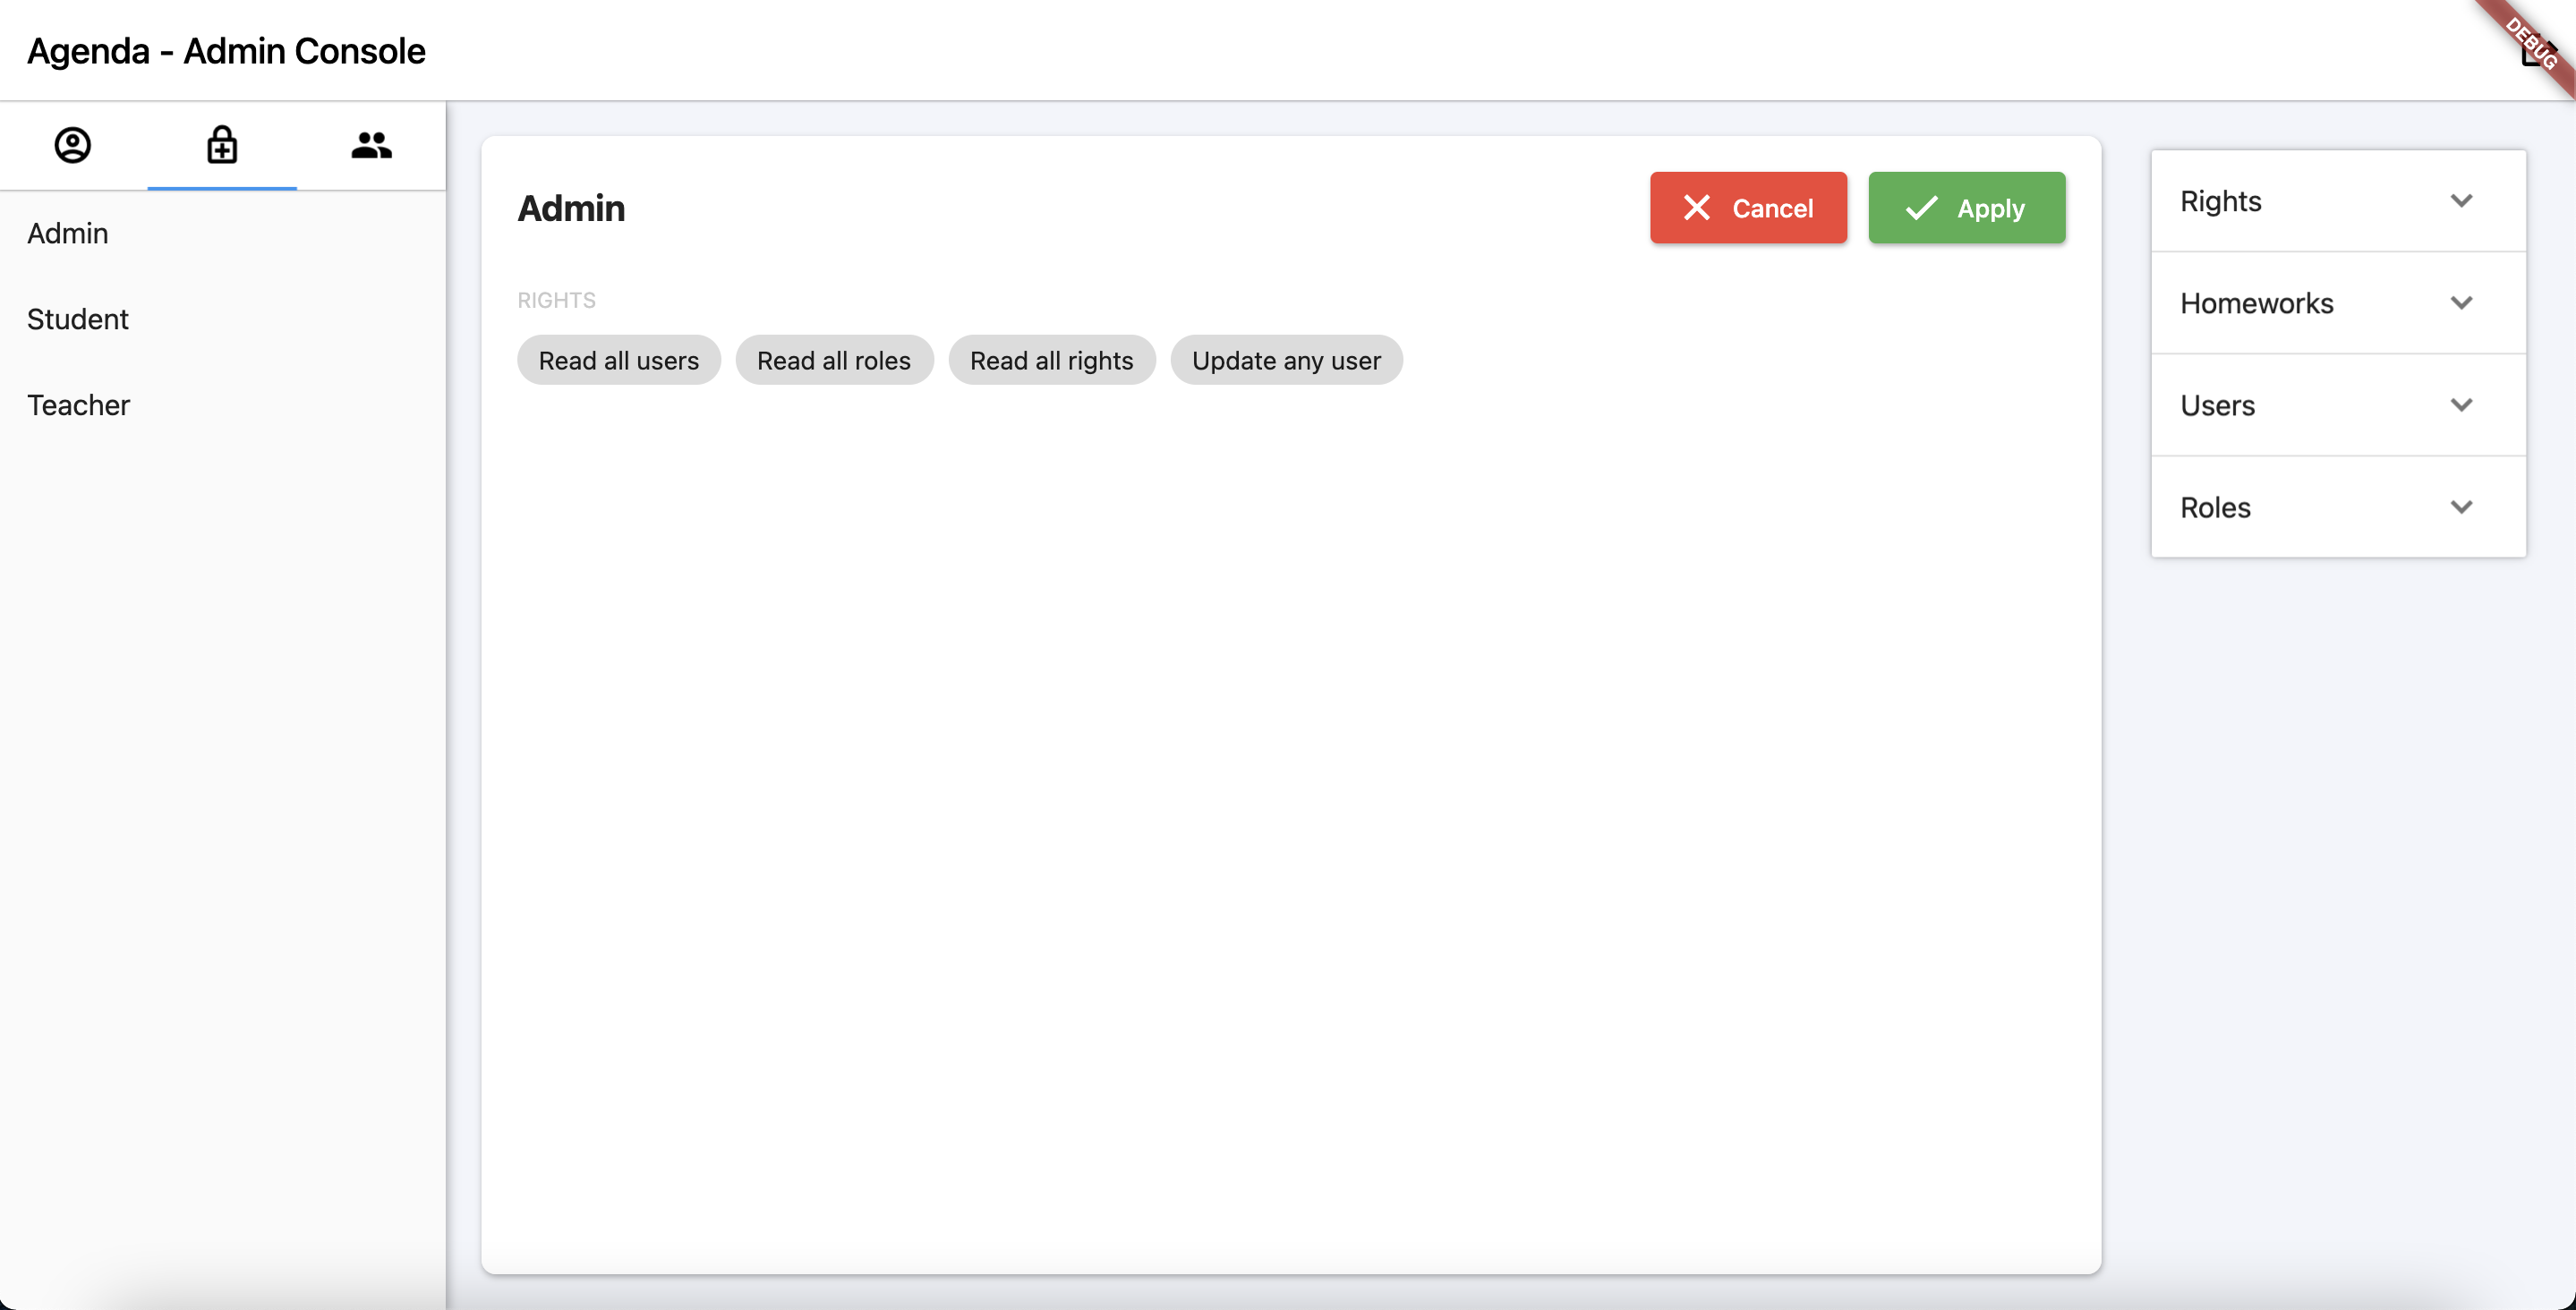 Agenda - Admin Console
DEBUG
Admin
Student
Teacher
Admin
Cancel
Apply
RIGHTS
Read all users
Read all roles
Read all rights
Update any user
Rights
Homeworks
Users
Roles